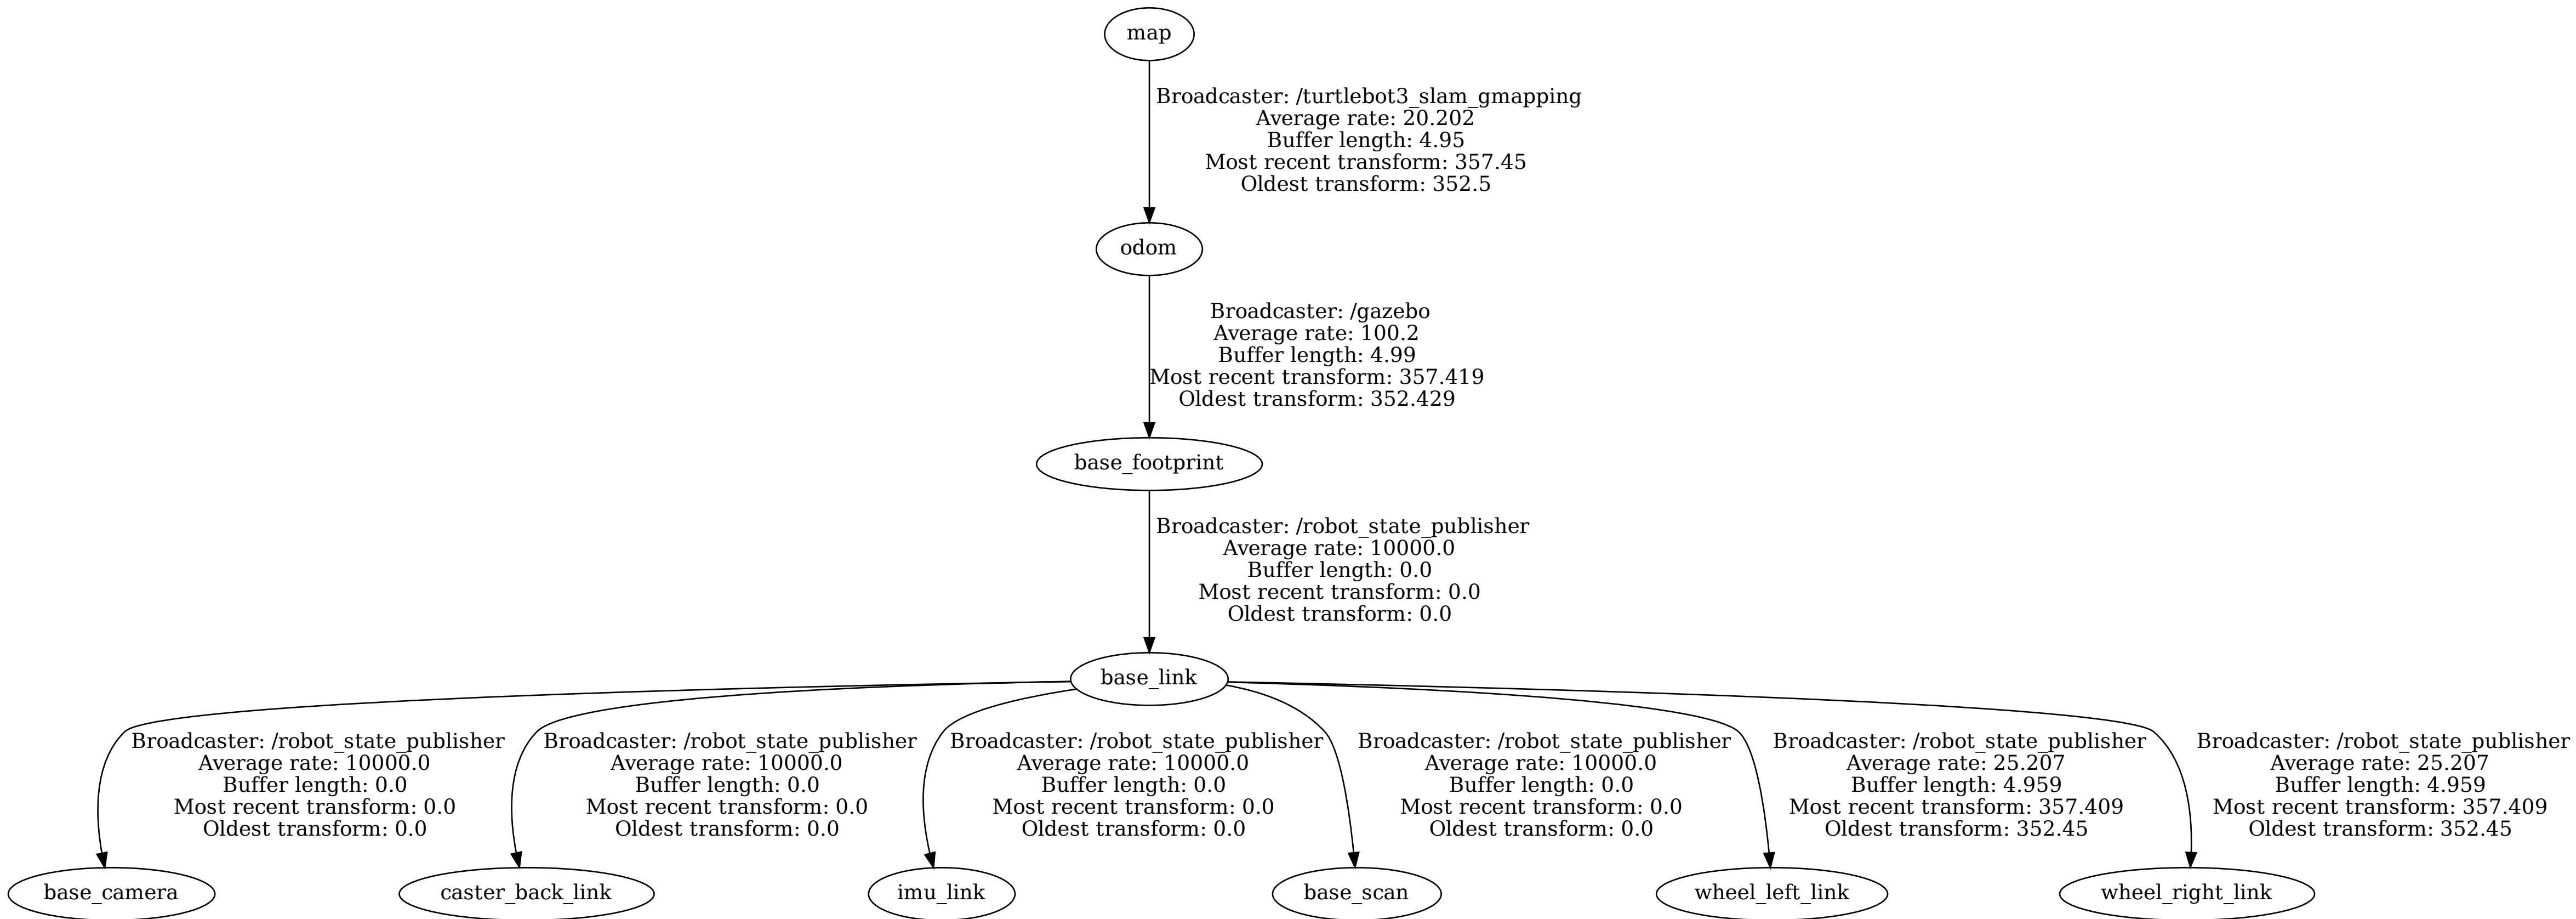 map
Broadcaster: /turtlebot3_slam_gmapping
Average rate: 20.202
Buffer length: 4.95
Most recent transform: 357.45
Oldest transform: 352.5
odom
Broadcaster: /gazebo
Average rate: 100.2
Buffer length: 4.99
Most recent transform: 357.419
Oldest transform: 352.429
base_footprint
Broadcaster: /robot_state_publisher
Average rate: 10000.0
Buffer length: 0.0
Most recent transform: 0.0
Oldest transform: 0.0
base_link
Broadcaster: /robot_state_publisher
Average rate: 10000.0
Buffer length: 0.0
Most recent transform: 0.0
Oldest transform: 0.0
Broadcaster: /robot_state_publisher
Average rate: 10000.0
Buffer length: 0.0
Most recent transform: 0.0
Oldest transform: 0.0
Broadcaster: /robot_state_publisher
Average rate: 10000.0
Buffer length: 0.0
Most recent transform: 0.0
Oldest transform: 0.0
Broadcaster: /robot_state_publisher
Average rate: 10000.0
Buffer length: 0.0
Most recent transform: 0.0
Oldest transform: 0.0
Broadcaster: /robot_state_publisher
Average rate: 25.207
Buffer length: 4.959
Most recent transform: 357.409
Oldest transform: 352.45
Broadcaster: /robot_state_publisher
Average rate: 25.207
Buffer length: 4.959
Most recent transform: 357.409
Oldest transform: 352.45
base_camera
caster_back_link
imu_link
base_scan
wheel_left_link
wheel_right_link